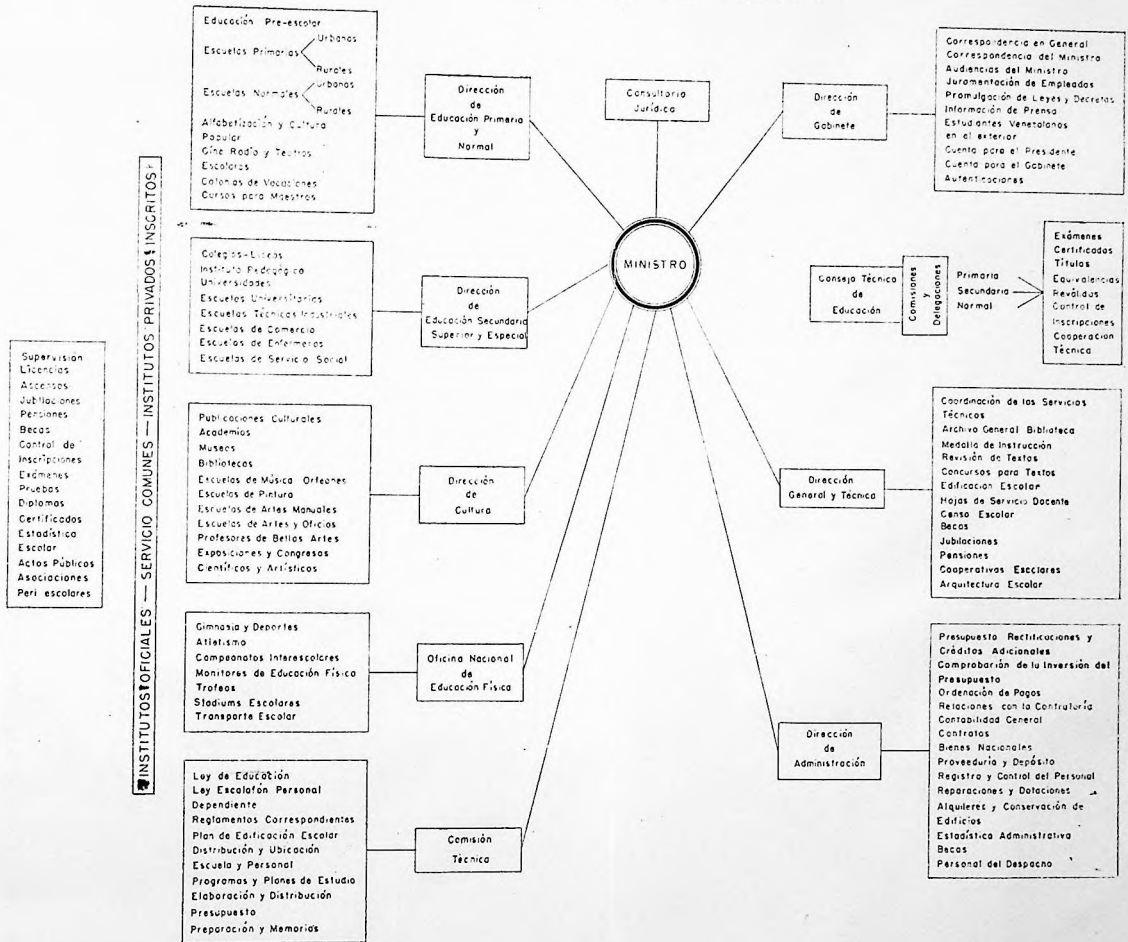 Educación Pre-escolar
Escuelas Primarias
Urbanas
Rurales
Escuelas Normales
Urbanas
Rurales
Alfabetización y Cultura
Popular
Cine Radio y Teatros
Escolares
Colonias de Vacaciones
Cursos para Maestros
Dirección
de
Educación Primaria
y
Normal
Consultoría
Jurídica
Dirección
de
Gabinete
Correspondencia en General
Correspondencia del Ministro
Audiencias del Ministro
Juramentación de Empleados
Promulgación de Leyes y Decretos
Información de Prensa
Estudiantes Venezolanos
en el exterior
Cuenta para el Presidente
Cuenta para el Gabinete
Autenticaciones
MINISTRO
Colegios-Liceos
Instituto Pedagógico
Universidades
Escuelas Universitarias
Escuelas Técnicas Industriales
Escuelas de Comercio
Escuelas de Enfermeras
Escuelas de Servicio Social
Dirección
de
Educación Secundaria
Superior y Especial
Consejo Técnico
de
Educación
Comisiones
y
Delegaciones
Primaria
Secundaria
Normal
Exámenes
Certificados
Títulos
Equivalencias
Reválidas
Control de
Inscripciones
Cooperación
Técnica
Supervisión
Licencias
Ascensos
Jubilaciones
Pensiones
Becas
Control de
Inscripciones
Exámenes
Pruebas
Diplomas
Certificados
Estadística
Escolar
Actos Públicos
Asociaciones
Peri escolares
INSTITUTOS OFICIALES — SERVICIO COMUNES — INSTITUTOS PRIVADOS INSCRITOS
Publicaciones Culturales
Academias
Museos
Bibliotecas
Escuelas de Música Orfeones
Escuelas de Pintura
Escuelas de Artes Manuales
Escuelas de Artes y Oficios
Profesores de Bellas Artes
Exposiciones y Congresos
Científicos y Artísticos
Dirección
de
Cultura
Dirección
General y Técnica
Coordinación de los Servicios
Técnicos
Archivo General Biblioteca
Medalla de Instrucción
Revisión de Textos
Concursos para Textos
Edificación Escolar
Hojas de Servicio Docente
Censo Escolar
Becas
Jubilaciones
Pensiones
Cooperativas Escolares
Arquitectura Escolar
Gimnasia y Deportes
Atletismo
Campeonatos Interescolares
Monitores de Educación Física
Trofeos
Stadiums Escolares
Transporte Escolar
Oficina Nacional
de
Educación Física
Dirección
de
Administración
Presupuesto Rectificaciones y
Créditos Adicionales
Comprobación de la Inversión del
Presupuesto
Ordenación de Pagos
Relaciones con la Contraloría
Contabilidad General
Contratos
Bienes Nacionales
Proveeduría y Depósito
Registro y Control del Personal
Reparaciones y Dotaciones
Alquileres y Conservación de
Edificios
Estadística Administrativa
Becas
Personal del Despacho
Ley de Educación
Ley Escalafón Personal
Dependiente
Reglamentos Correspondientes
Plan de Edificación Escolar
Distribución y Ubicación
Escuela y Personal
Programas y Planes de Estudio
Elaboración y Distribución
Presupuesto
Preparación y Memorias
Comisión
Técnica